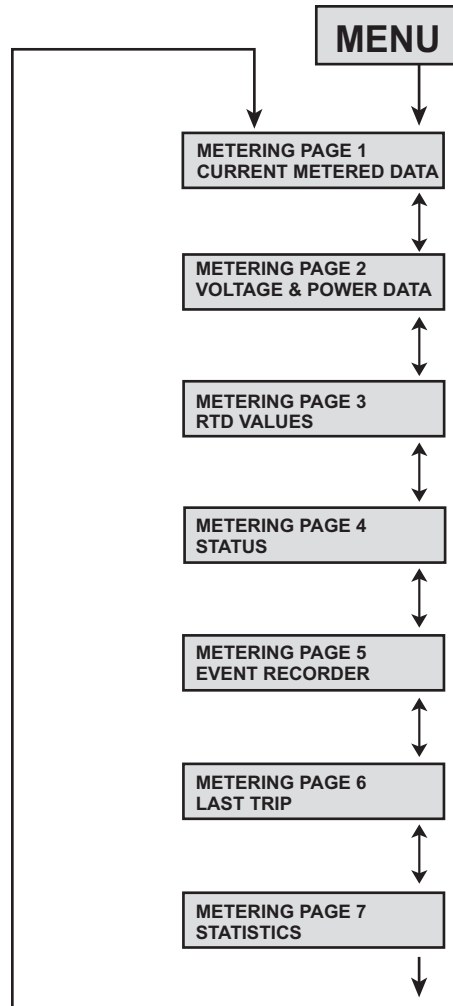 MENU
METERING PAGE 1
CURRENT METERED DATA
METERING PAGE 2
VOLTAGE & POWER DATA
METERING PAGE 3
RTD VALUES
METERING PAGE 4
STATUS
METERING PAGE 5
EVENT RECORDER
METERING PAGE 6
LAST TRIP
METERING PAGE 7
STATISTICS